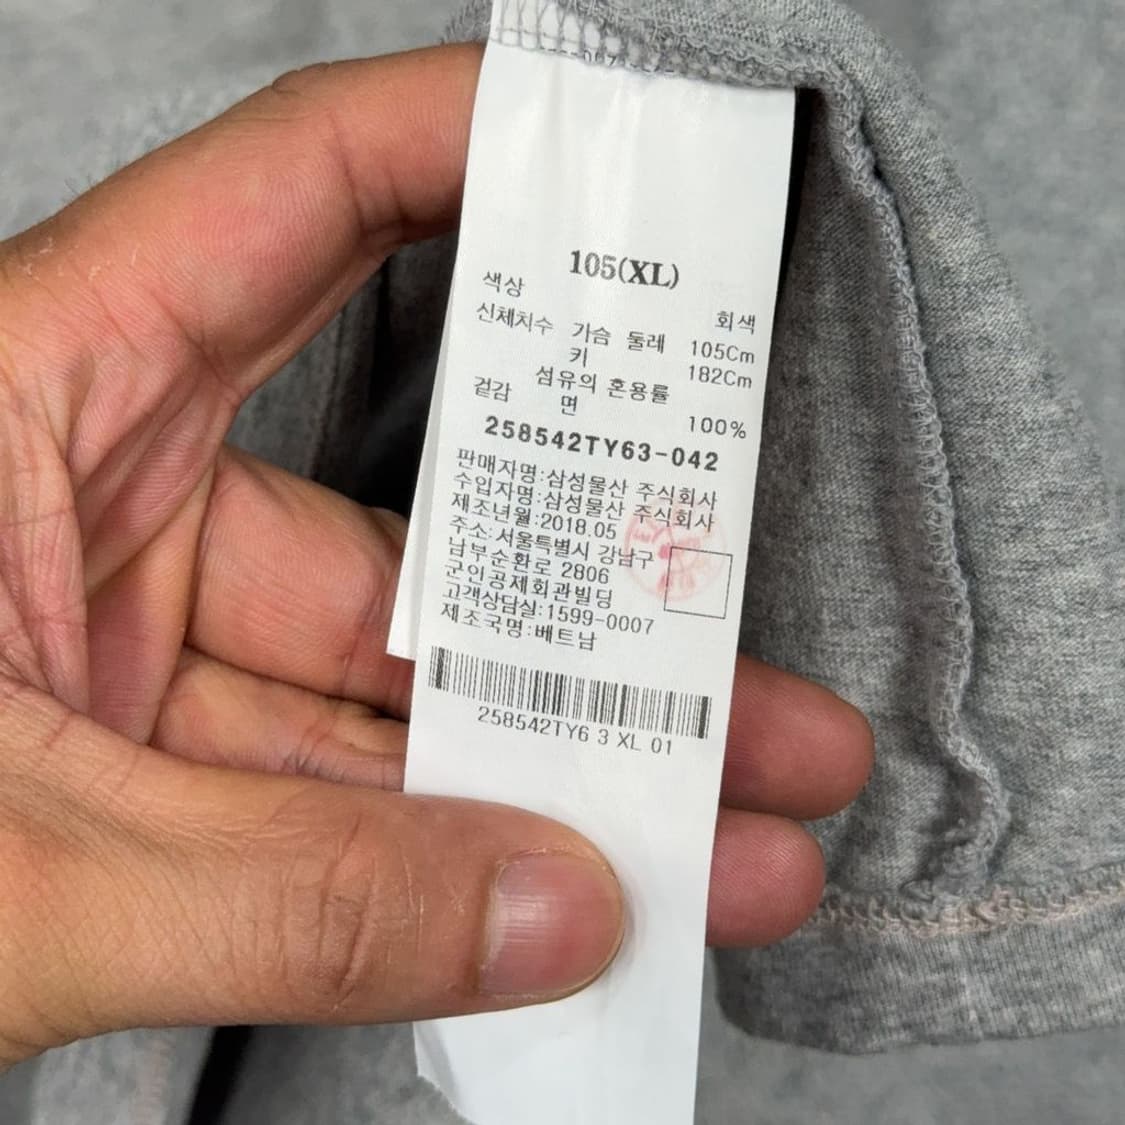 105(XL)
색상 회색
신체치수 가슴 둘레 105Cm
키 182Cm
섬유의 혼용률
겉감 면 100%
258542TY63-042
판매자명:삼성물산 주식회사
수입자명:삼성물산 주식회사
제조년월:2018.05
주소:서울특별시 강남구
남부순환로 2806
군인공제회관빌딩
고객상담실:1599-0007
제조국명:베트남
258542TY6 3 XL 01